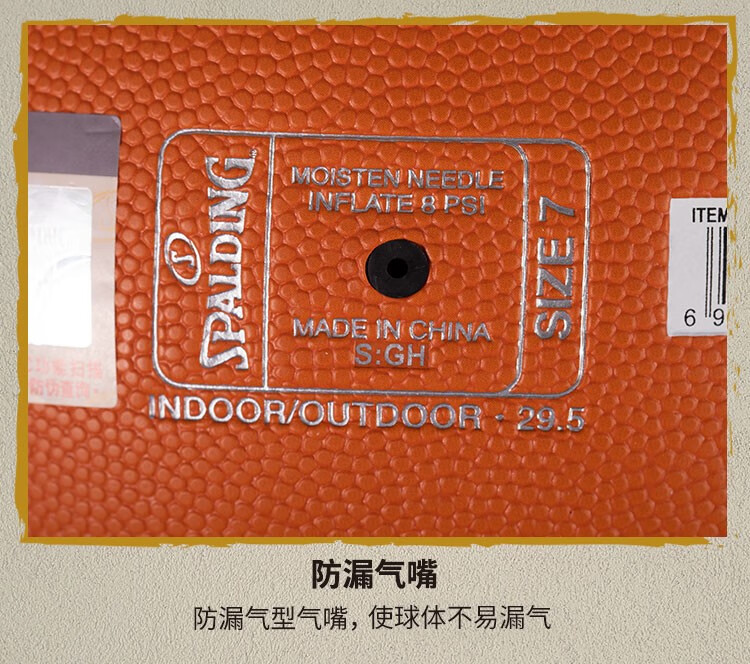 SPALDING
MOISTEN NEEDLE
INFLATE 8 PSI
MADE IN CHINA
S:GH
SIZE 7
INDOOR/OUTDOOR - 29.5
ITEM
6 9
防漏气嘴
防漏气型气嘴，使球体不易漏气